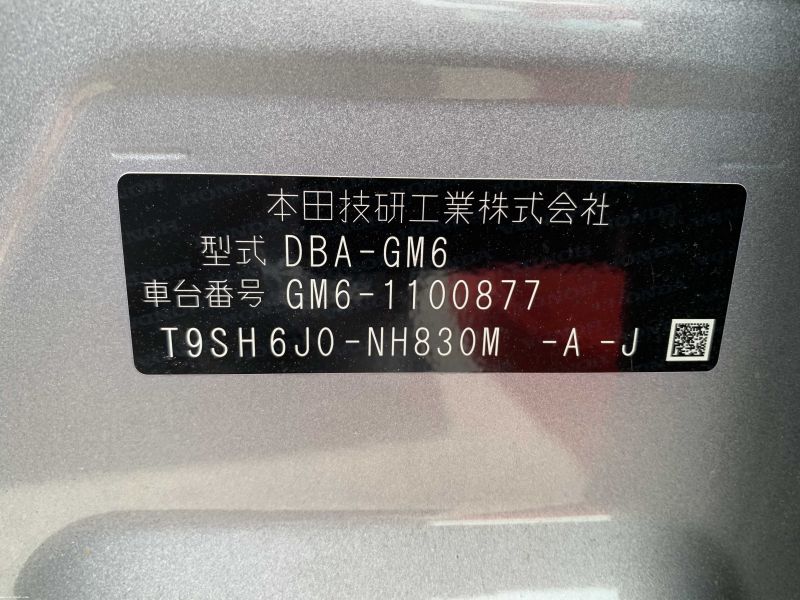 本田技研工業株式会社
型式 DBA-GM6
車台番号 GM6-1100877
T9SH6J0-NH830M -A-J